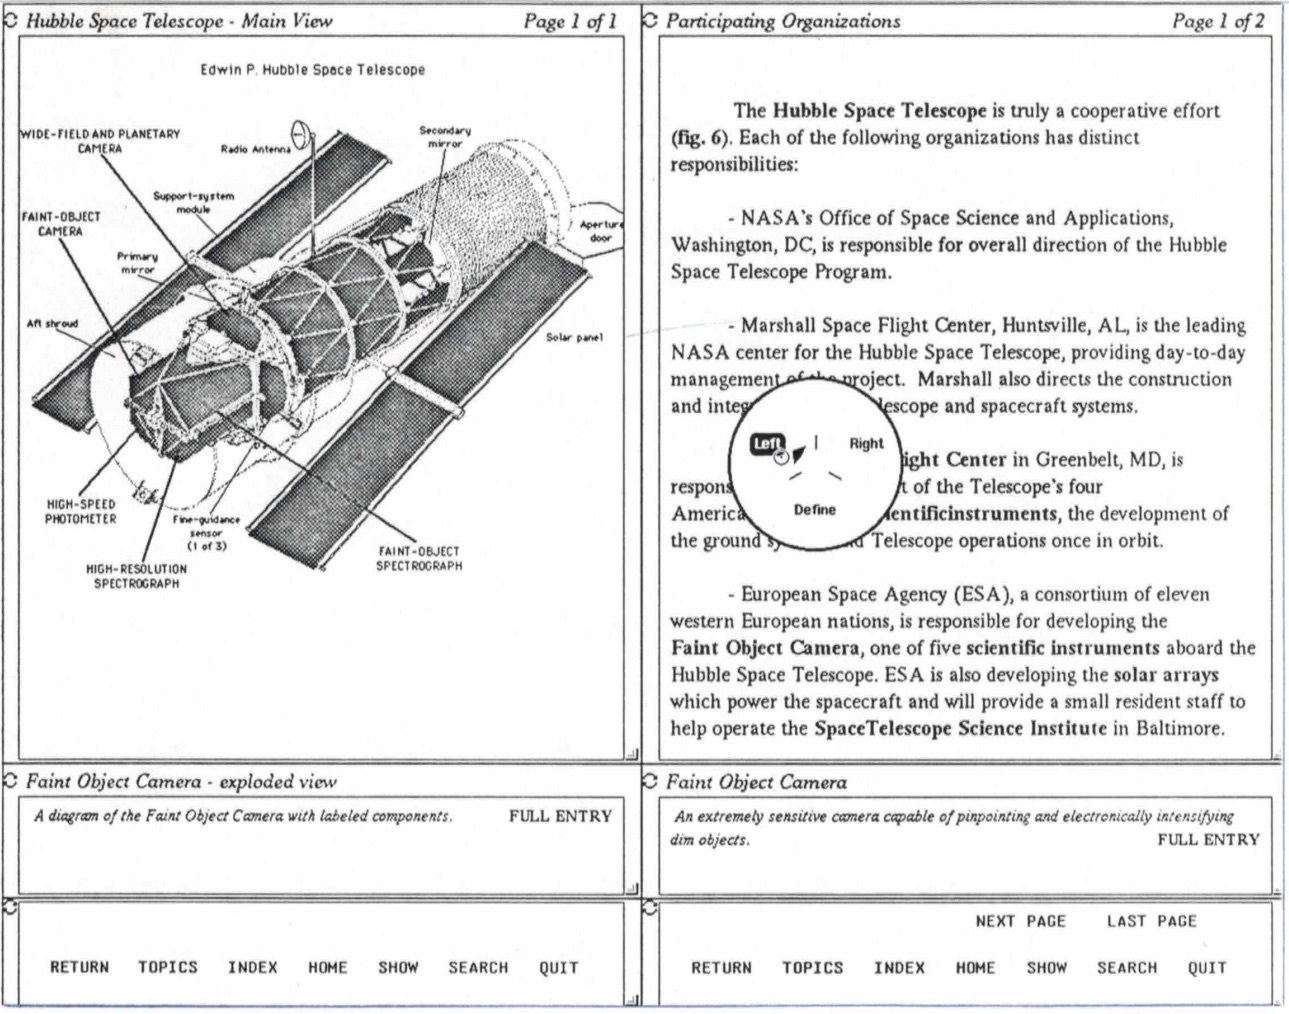 Hubble Space Telescope - Main View Page 1 of 1
Edwin P. Hubble Space Telescope
WIDE-FIELD AND PLANETARY
CAMERA
Radio Antenna
Secondary
mirror
Support-system
module
FAINT-OBJECT
CAMERA
Aperture
door
Primary
mirror
Aft shroud
Solar panel
HIGH-SPEED
PHOTOMETER
Fine-guidance
sensor
(1 of 3)
FAINT-OBJECT
SPECTROGRAPH
HIGH-RESOLUTION
SPECTROGRAPH
Participating Organizations Page 1 of 2
The Hubble Space Telescope is truly a cooperative effort
(fig. 6). Each of the following organizations has distinct
responsibilities:
- NASA's Office of Space Science and Applications,
Washington, DC, is responsible for overall direction of the Hubble
Space Telescope Program.
- Marshall Space Flight Center, Huntsville, AL, is the leading
NASA center for the Hubble Space Telescope, providing day-to-day
management of the project. Marshall also directs the construction
and integ lescope and spacecraft systems.
Left Right
ight Center in Greenbelt, MD, is
respons t of the Telescope's four
America Define ientificinstruments, the development of
the ground sy d Telescope operations once in orbit.
- European Space Agency (ESA), a consortium of eleven
western European nations, is responsible for developing the
Faint Object Camera, one of five scientific instruments aboard the
Hubble Space Telescope. ESA is also developing the solar arrays
which power the spacecraft and will provide a small resident staff to
help operate the SpaceTelescope Science Institute in Baltimore.
Faint Object Camera - exploded view
A diagram of the Faint Object Camera with labeled components. FULL ENTRY
Faint Object Camera
An extremely sensitive camera capable of pinpointing and electronically intensifying
dim objects. FULL ENTRY
RETURN TOPICS INDEX HOME SHOW SEARCH QUIT
NEXT PAGE LAST PAGE
RETURN TOPICS INDEX HOME SHOW SEARCH QUIT